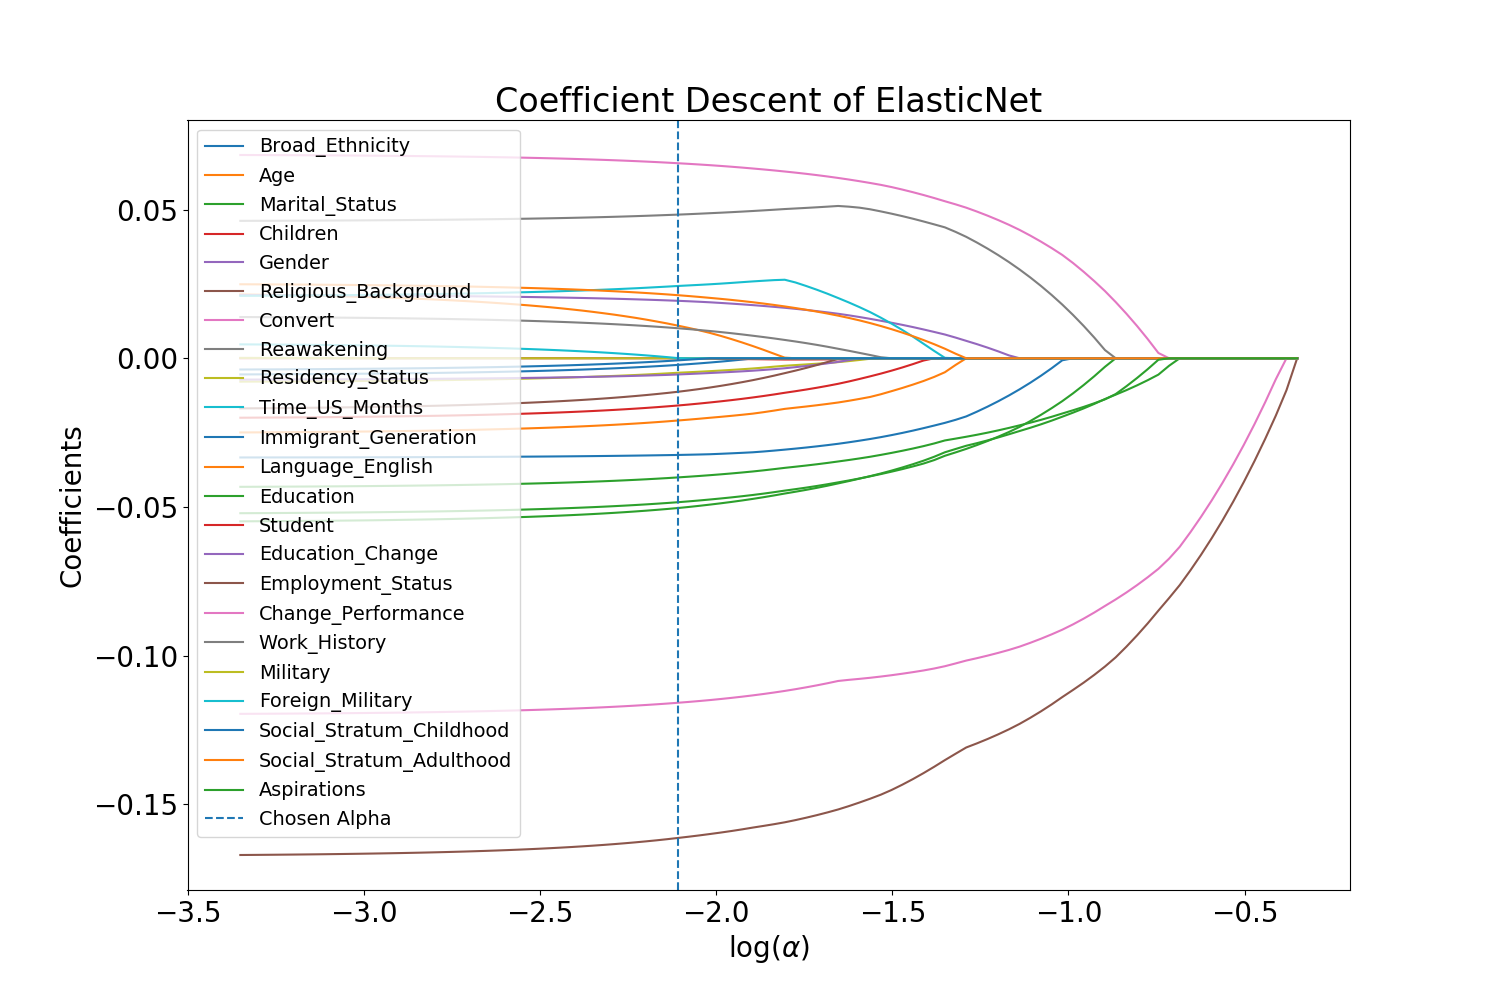 Coefficient Descent of ElasticNet
Broad_Ethnicity
Age
Marital_Status
Children
Gender
Religious_Background
Convert
Reawakening
Residency_Status
Time_US_Months
Immigrant_Generation
Language_English
Education
Student
Education_Change
Employment_Status
Change_Performance
Work_History
Military
Foreign_Military
Social_Stratum_Childhood
Social_Stratum_Adulthood
Aspirations
Chosen Alpha
0.05
0.00
−0.05
−0.10
−0.15
Coefficients
−3.5 −3.0 −2.5 −2.0 −1.5 −1.0 −0.5
log(α)